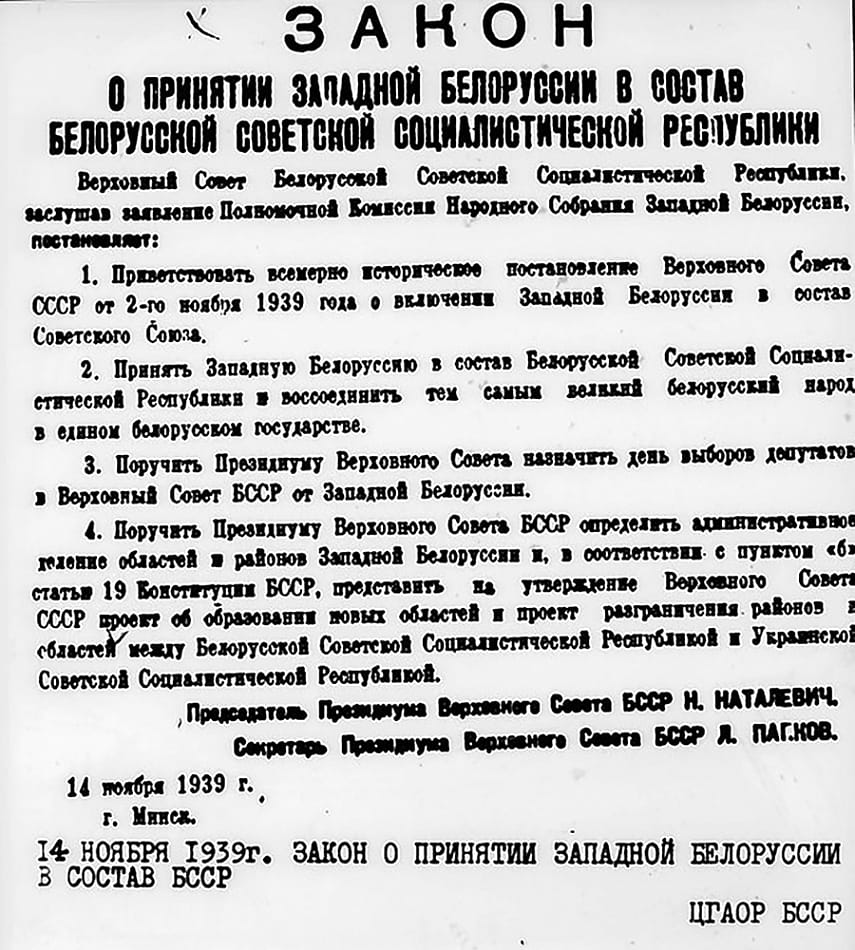 ЗАКОН
О ПРИНЯТИИ ЗАПАДНОЙ БЕЛОРУССИИ В СОСТАВ
БЕЛОРУССКОЙ СОВЕТСКОЙ СОЦИАЛИСТИЧЕСКОЙ РЕСПУБЛИКИ
Верховный Совет Белорусской Советской Социалистической Республики,
заслушав заявление Полномочной Комиссии Народного Собрания Западной Белоруссии,
постановляет:
1. Приветствовать всемерно историческое постановление Верховного Совета
СССР от 2-го ноября 1939 года о включении Западной Белоруссии в состав
Советского Союза.
2. Принять Западную Белоруссию в состав Белорусской Советской Социали-
стической Республики и воссоединить тем самым великий белорусский народ
в едином белорусском государстве.
3. Поручить Президиуму Верховного Совета назначить день выборов депутатов
в Верховный Совет БССР от Западной Белоруссии.
4. Поручить Президиуму Верховного Совета БССР определить административное
деление областей и районов Западной Белоруссии и, в соответствии с пунктом «б»
статьи 19 Конституции БССР, представить на утверждение Верховного Совета
СССР проект об образовании новых областей и проект разграничения районов и
областей между Белорусской Советской Социалистической Республикой и Украинской
Советской Социалистической Республикой.
Председатель Президиума Верховного Совета БССР Н. НАТАЛЕВИЧ.
Секретарь Президиума Верховного Совета БССР Л.
14 ноября 1939 г.
г. Минск.
14 НОЯБРЯ 1939г. ЗАКОН О ПРИНЯТИИ ЗАПАДНОЙ БЕЛОРУССИИ
В СОСТАВ БССР
ЦГАОР БССР